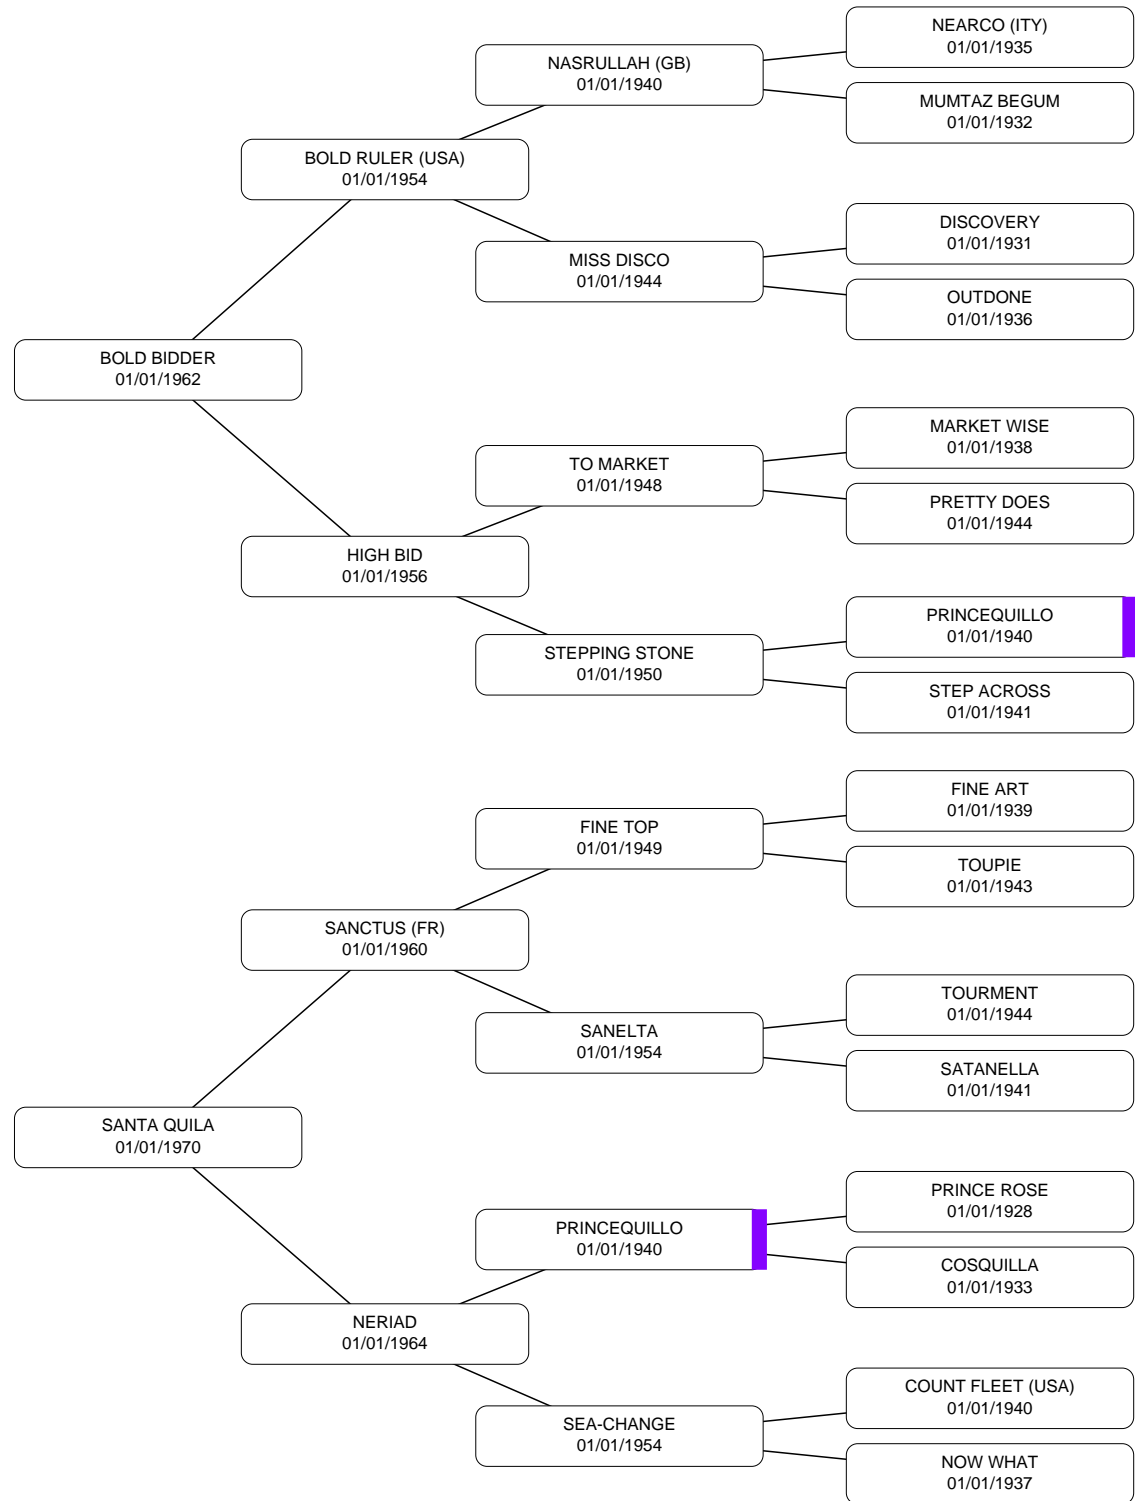 NEARCO (ITY)
01/01/1935
NASRULLAH (GB)
01/01/1940
MUMTAZ BEGUM
01/01/1932
BOLD RULER (USA)
01/01/1954
DISCOVERY
01/01/1931
MISS DISCO
01/01/1944
OUTDONE
01/01/1936
BOLD BIDDER
01/01/1962
MARKET WISE
01/01/1938
TO MARKET
01/01/1948
PRETTY DOES
01/01/1944
HIGH BID
01/01/1956
PRINCEQUILLO
01/01/1940
STEPPING STONE
01/01/1950
STEP ACROSS
01/01/1941
FINE ART
01/01/1939
FINE TOP
01/01/1949
TOUPIE
01/01/1943
SANCTUS (FR)
01/01/1960
TOURMENT
01/01/1944
SANELTA
01/01/1954
SATANELLA
01/01/1941
SANTA QUILA
01/01/1970
PRINCE ROSE
01/01/1928
PRINCEQUILLO
01/01/1940
COSQUILLA
01/01/1933
NERIAD
01/01/1964
COUNT FLEET (USA)
01/01/1940
SEA-CHANGE
01/01/1954
NOW WHAT
01/01/1937